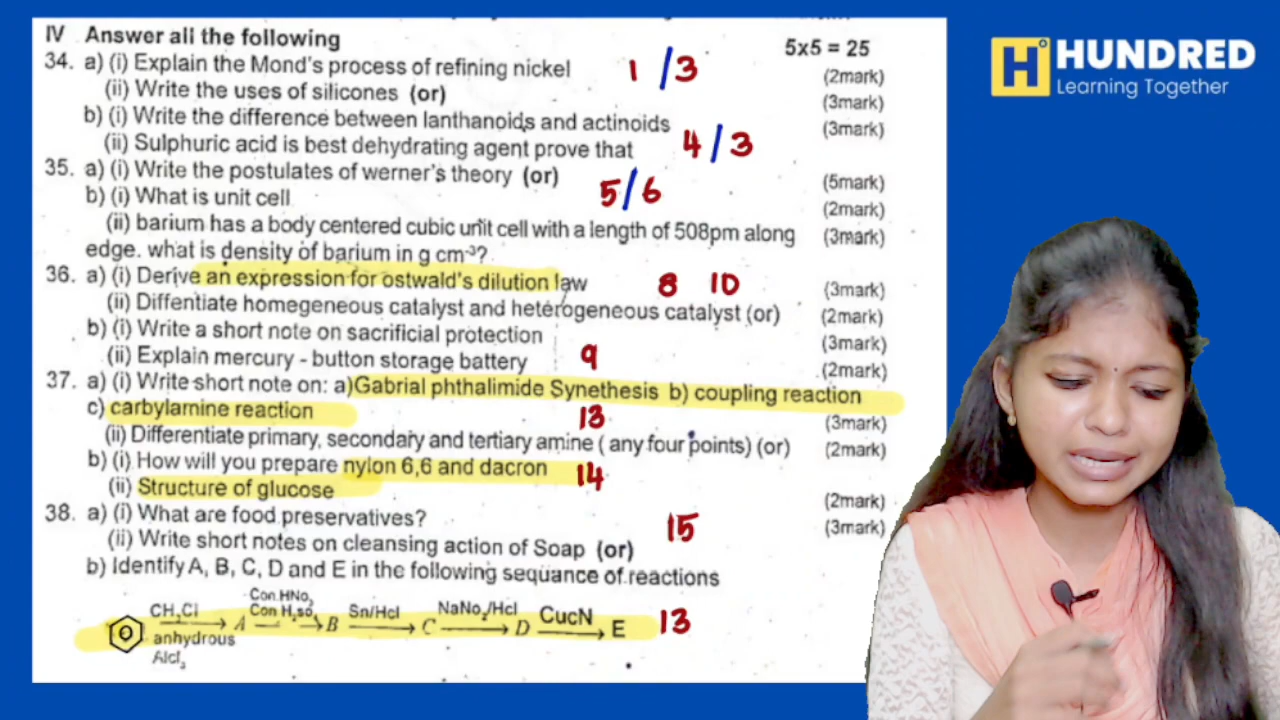 IV Answer all the following 5x5 = 25
34. a) (i) Explain the Mond's process of refining nickel 1/3 (2mark)
(ii) Write the uses of silicones (or) (3mark)
b) (i) Write the difference between lanthanoids and actinoids (3mark)
(ii) Sulphuric acid is best dehydrating agent prove that 4/3
35. a) (i) Write the postulates of werner's theory (or) (5mark)
b) (i) What is unit cell 5/6 (2mark)
(ii) barium has a body centered cubic unit cell with a length of 508pm along (3mark)
edge. what is density of barium in g cm⁻³?
36. a) (i) Derive an expression for ostwald's dilution law 8 10 (3mark)
(ii) Diffentiate homegeneous catalyst and heterogeneous catalyst (or) (2mark)
b) (i) Write a short note on sacrificial protection (3mark)
(ii) Explain mercury - button storage battery 9 (2mark)
37. a) (i) Write short note on: a) Gabrial phthalimide Synethesis b) coupling reaction
c) carbylamine reaction 13 (3mark)
(ii) Differentiate primary, secondary and tertiary amine ( any four points) (or) (2mark)
b) (i) How will you prepare nylon 6,6 and dacron 14
(ii) Structure of glucose (2mark)
38. a) (i) What are food preservatives? 15 (3mark)
(ii) Write short notes on cleansing action of Soap (or)
b) Identify A, B, C, D and E in the following sequance of reactions
CH₃Cl → A Con HNO₃ Con H₂so₄ → B Sn/Hcl → C NaNo₂/Hcl → D CucN → E 13
anhydrous
Alcl₃
H HUNDRED
Learning Together